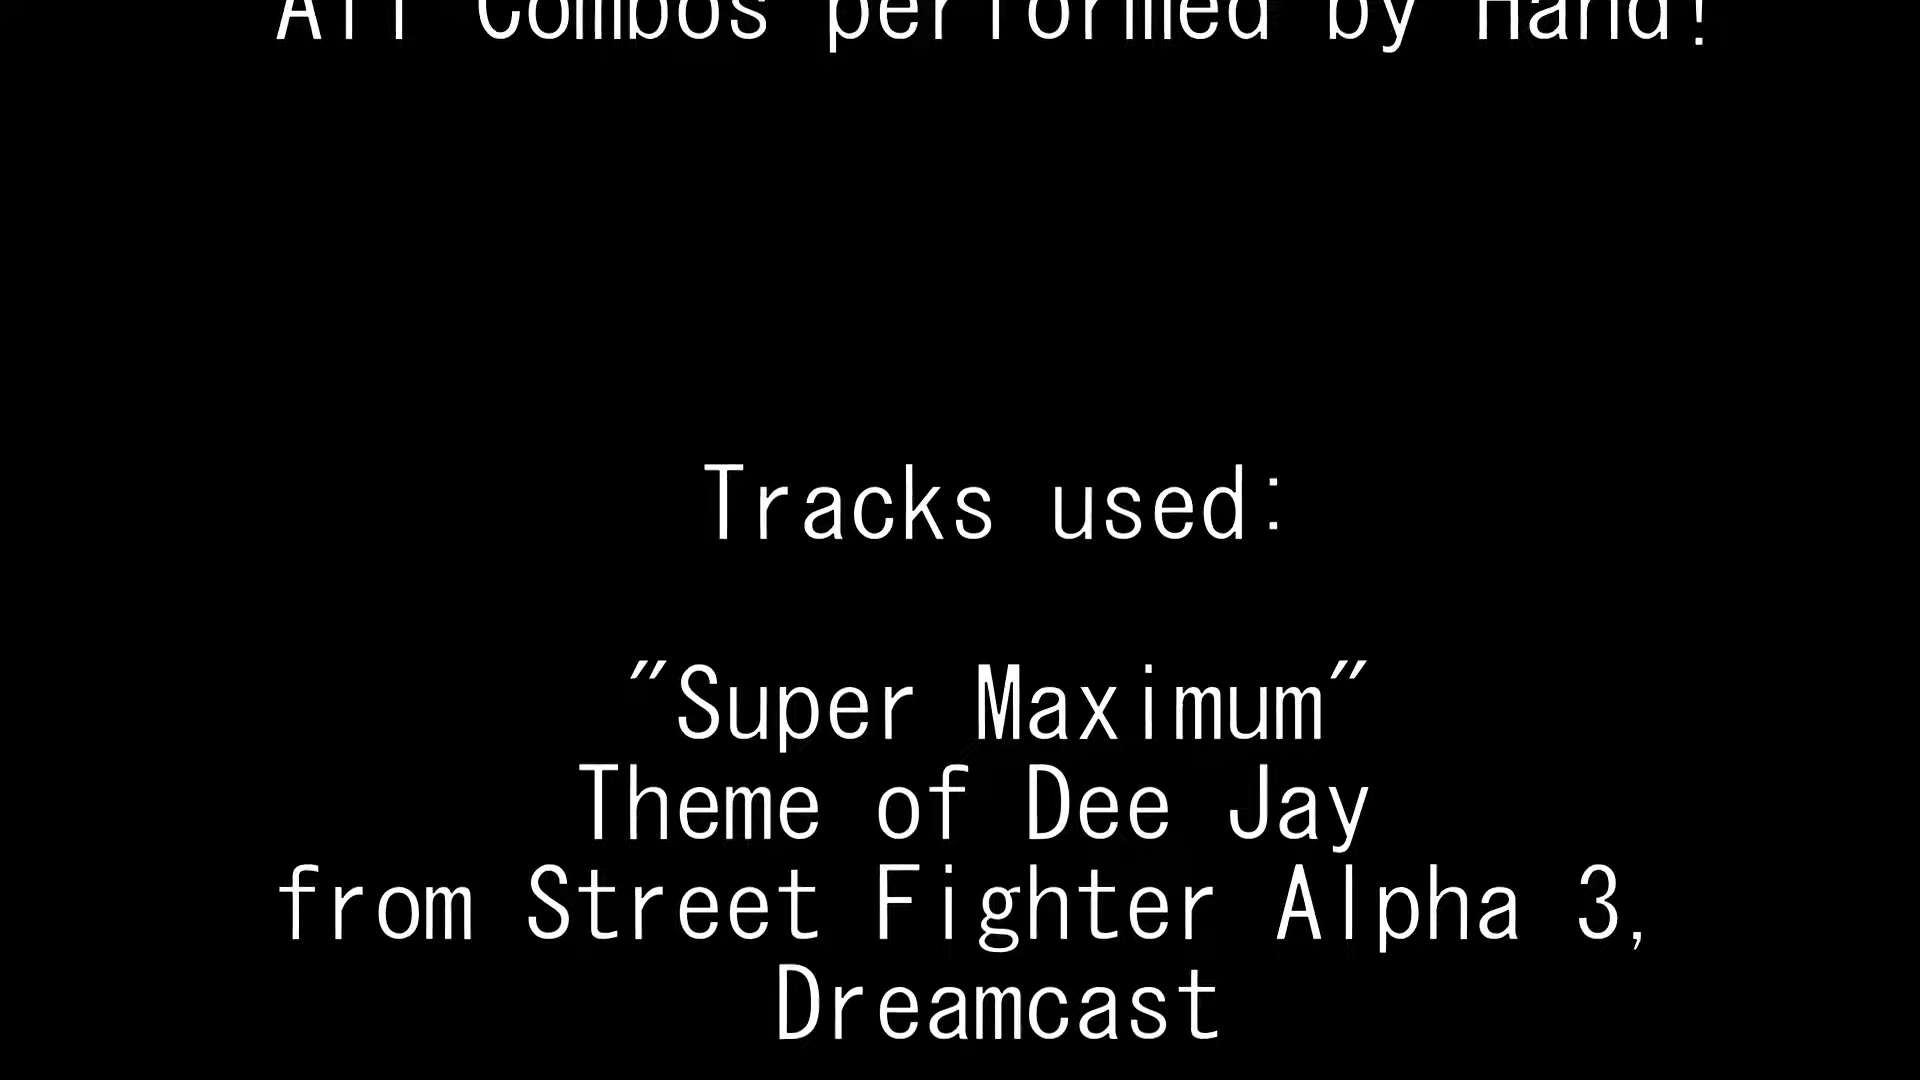 All Combos performed by Hand!
Tracks used:
"Super Maximum"
Theme of Dee Jay
from Street Fighter Alpha 3,
Dreamcast